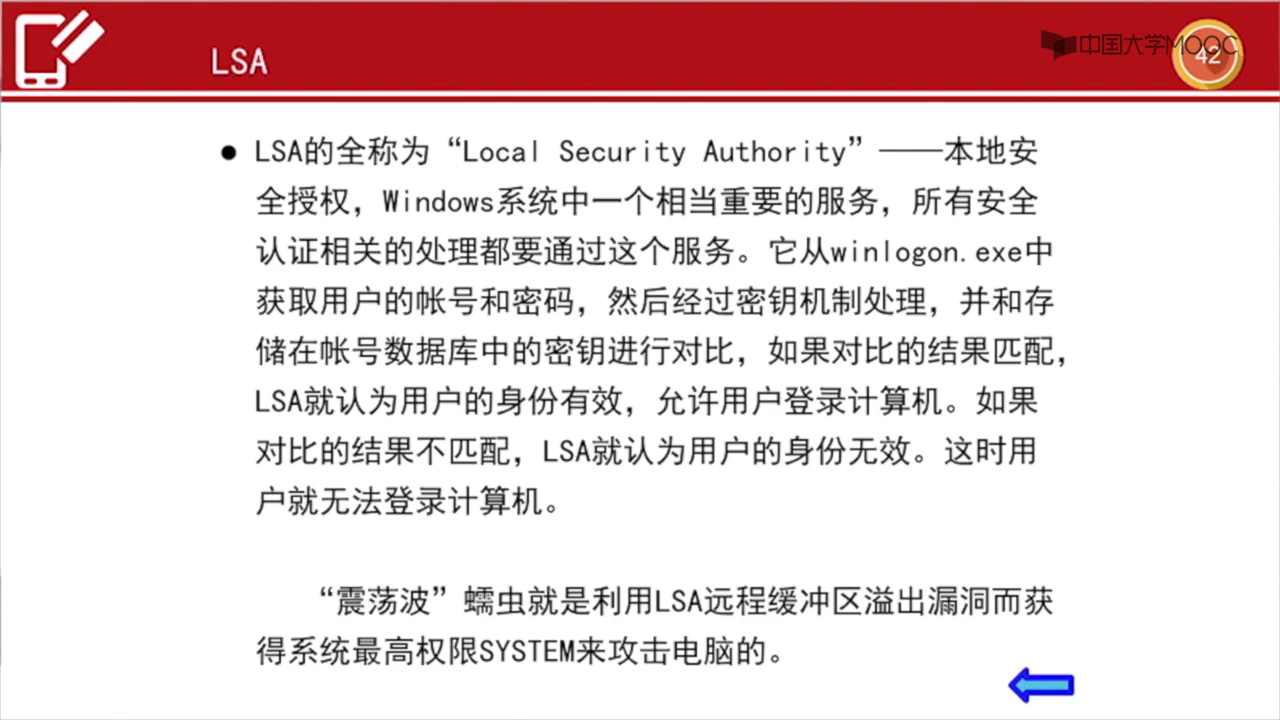 LSA
中国大学MOOC
42
● LSA的全称为“Local Security Authority”——本地安
全授权，Windows系统中一个相当重要的服务，所有安全
认证相关的处理都要通过这个服务。它从winlogon.exe中
获取用户的帐号和密码，然后经过密钥机制处理，并和存
储在帐号数据库中的密钥进行对比，如果对比的结果匹配，
LSA就认为用户的身份有效，允许用户登录计算机。如果
对比的结果不匹配，LSA就认为用户的身份无效。这时用
户就无法登录计算机。
“震荡波”蠕虫就是利用LSA远程缓冲区溢出漏洞而获
得系统最高权限SYSTEM来攻击电脑的。